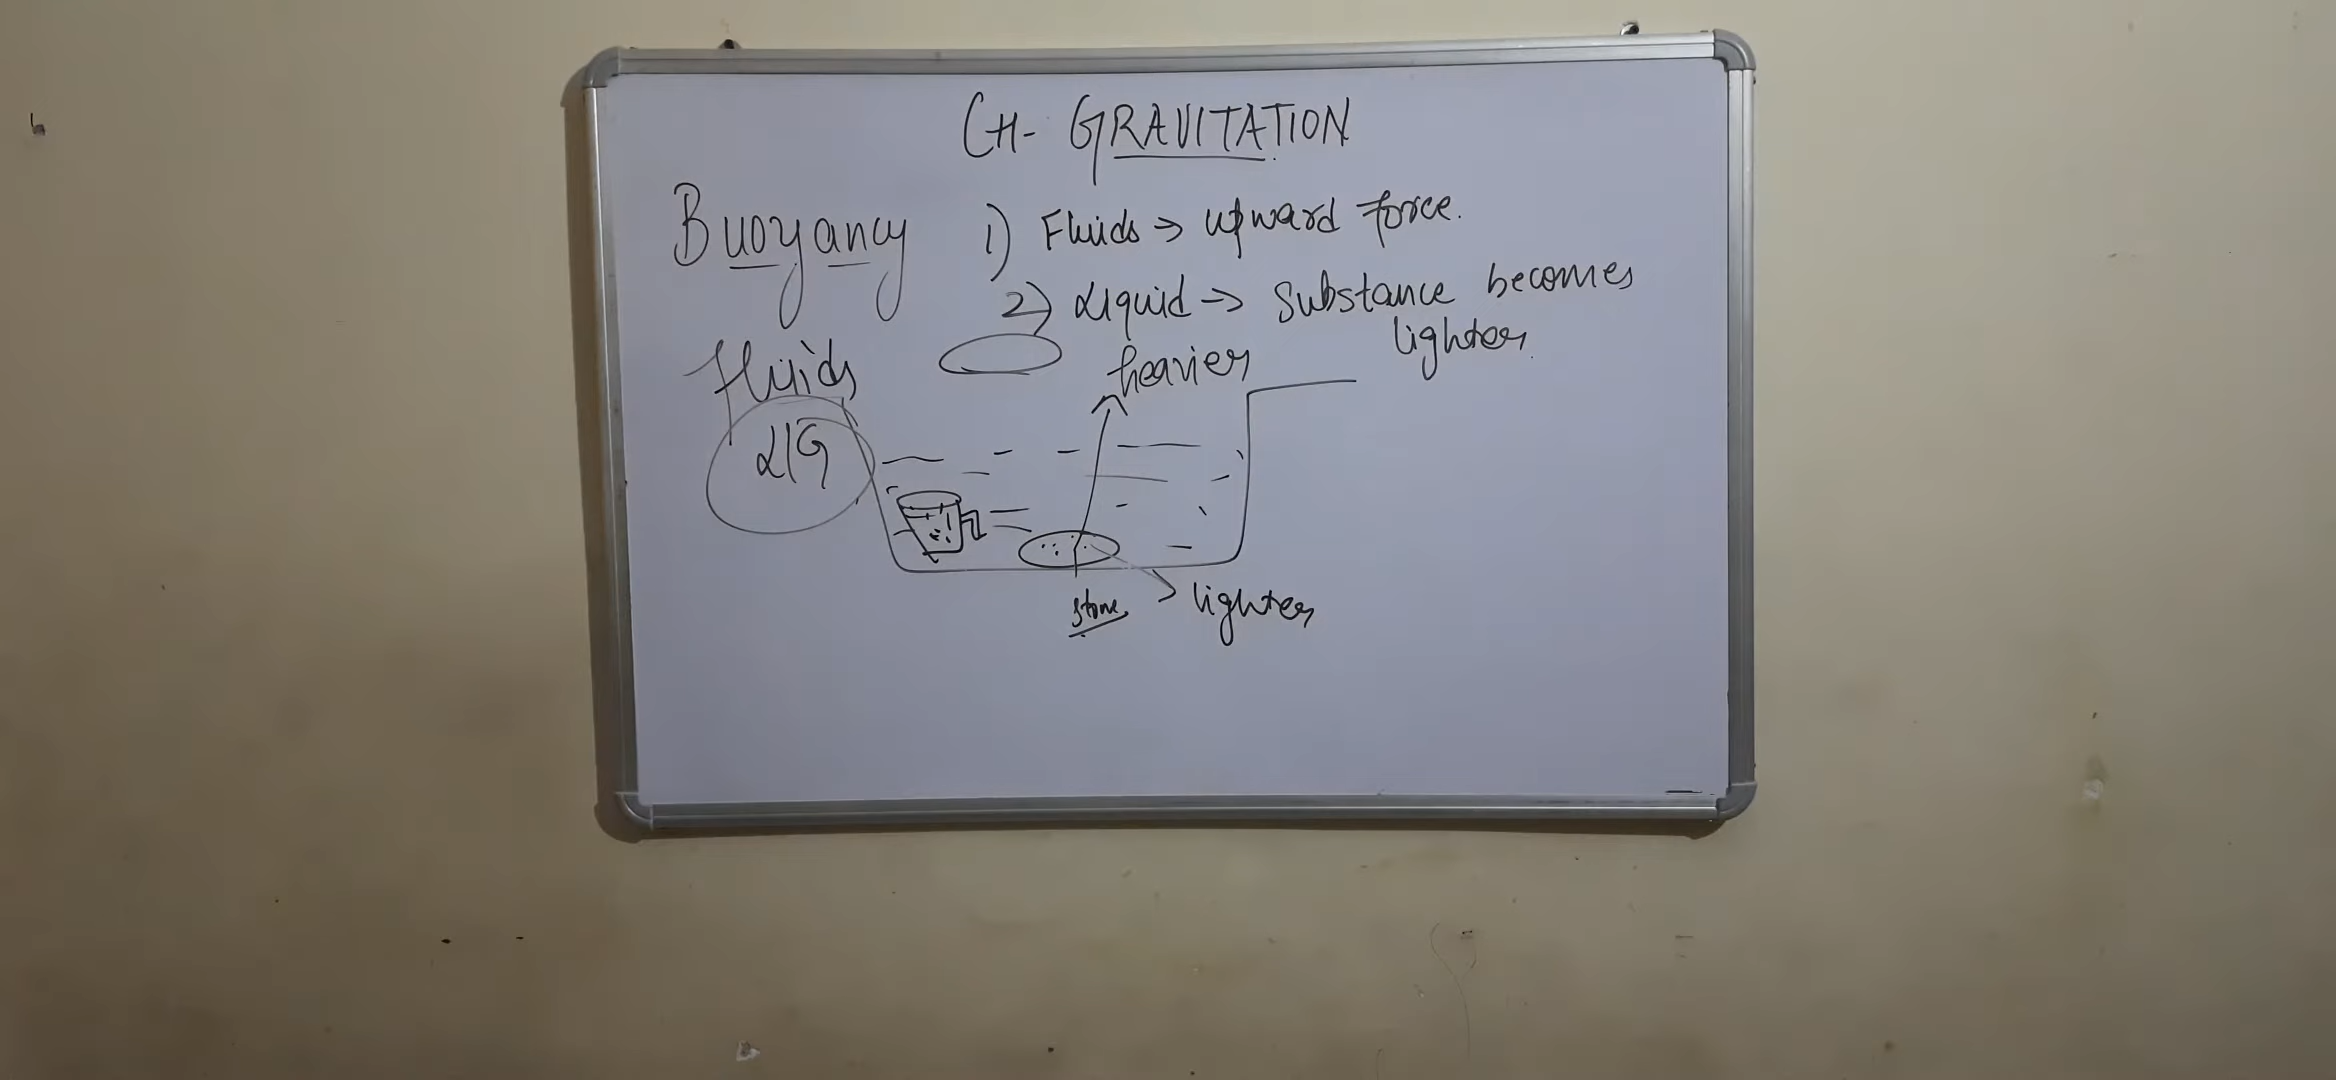 CH- GRAVITATION
Buoyancy 1) Fluids → upward force.
2) Liquid → Substance becomes
lighter
Fluids
heavier
L/G
stone
lighter